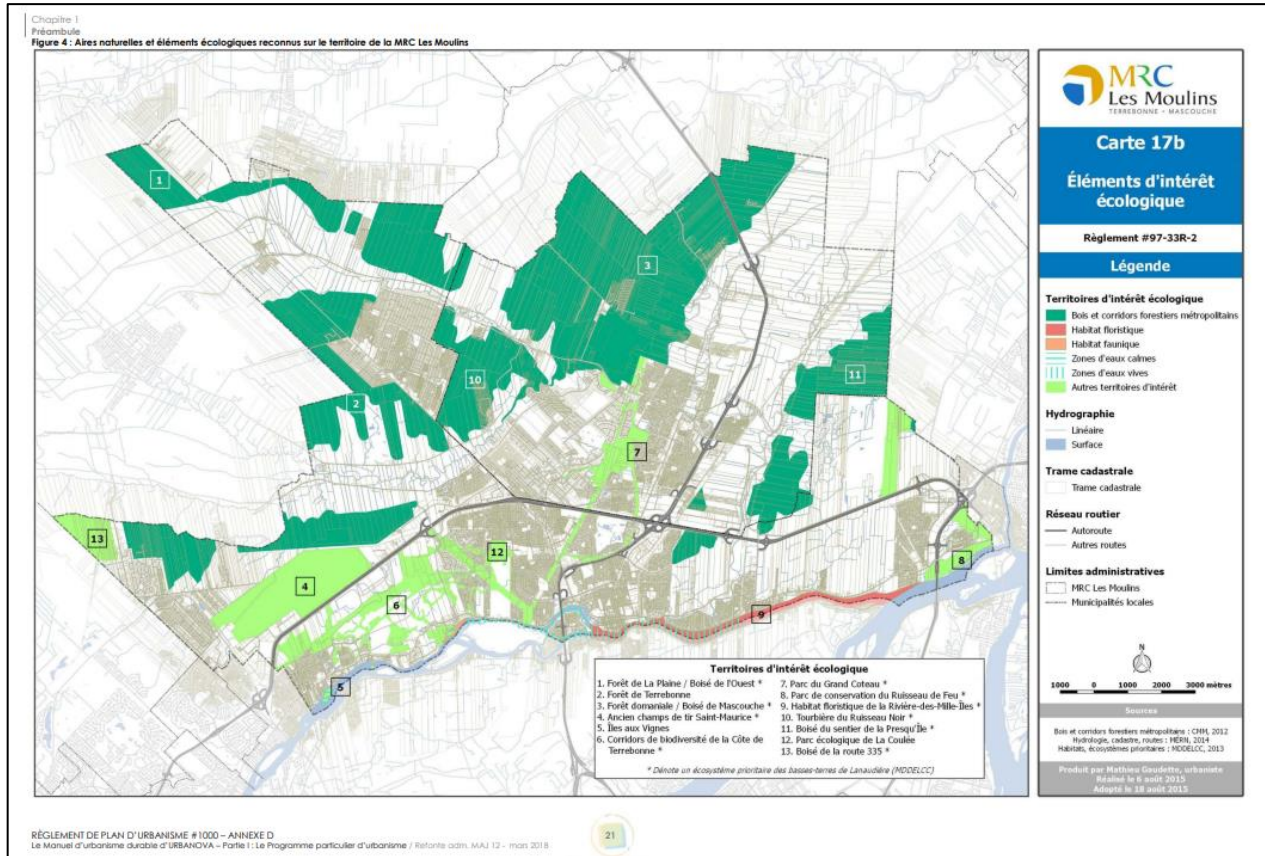 Chapitre 1
Préambule
Figure 4 : Aires naturelles et éléments écologiques reconnus sur le territoire de la MRC Les Moulins
1
3
10
2
11
7
13
12
8
4
6
9
5
Territoires d'intérêt écologique
1. Forêt de La Plaine / Boisé de l'Ouest *
2. Forêt de Terrebonne
3. Forêt domaniale / Boisé de Mascouche *
4. Ancien champs de tir Saint-Maurice *
5. Îles aux Vignes
6. Corridors de biodiversité de la Côte de
Terrebonne *
7. Parc du Grand Coteau *
8. Parc de conservation du Ruisseau de Feu *
9. Habitat floristique de la Rivière-des-Mille-Îles *
10. Tourbière du Ruisseau Noir *
11. Boisé du sentier de la Presqu'Île *
12. Parc écologique de La Coulée
13. Boisé de la route 335 *
* Dénote un écosystème prioritaire des basses-terres de Lanaudière (MDDELCC)
MRC
Les Moulins
TERREBONNE - MASCOUCHE
Carte 17b
Éléments d'intérêt
écologique
Règlement #97-33R-2
Légende
Territoires d'intérêt écologique
Bois et corridors forestiers métropolitains
Habitat floristique
Habitat faunique
Zones d'eaux calmes
Zones d'eaux vives
Autres territoires d'intérêt
Hydrographie
Linéaire
Surface
Trame cadastrale
Trame cadastrale
Réseau routier
Autoroute
Autres routes
Limites administratives
MRC Les Moulins
Municipalités locales
N
1000 0 1000 2000 3000 mètres
Sources
Bois et corridors forestiers métropolitains : CMM, 2012
Hydrologie, cadastre, routes : MERN, 2014
Habitats, écosystèmes prioritaires : MDDELCC, 2013
Produit par Mathieu Gaudette, urbaniste
Réalisé le 6 août 2015
Adopté le 18 août 2015
RÈGLEMENT DE PLAN D'URBANISME #1000 – ANNEXE D
Le Manuel d'urbanisme durable d'URBANOVA – Partie I : Le Programme particulier d'urbanisme / Refonte adm. MAJ 12 - mars 2018
21